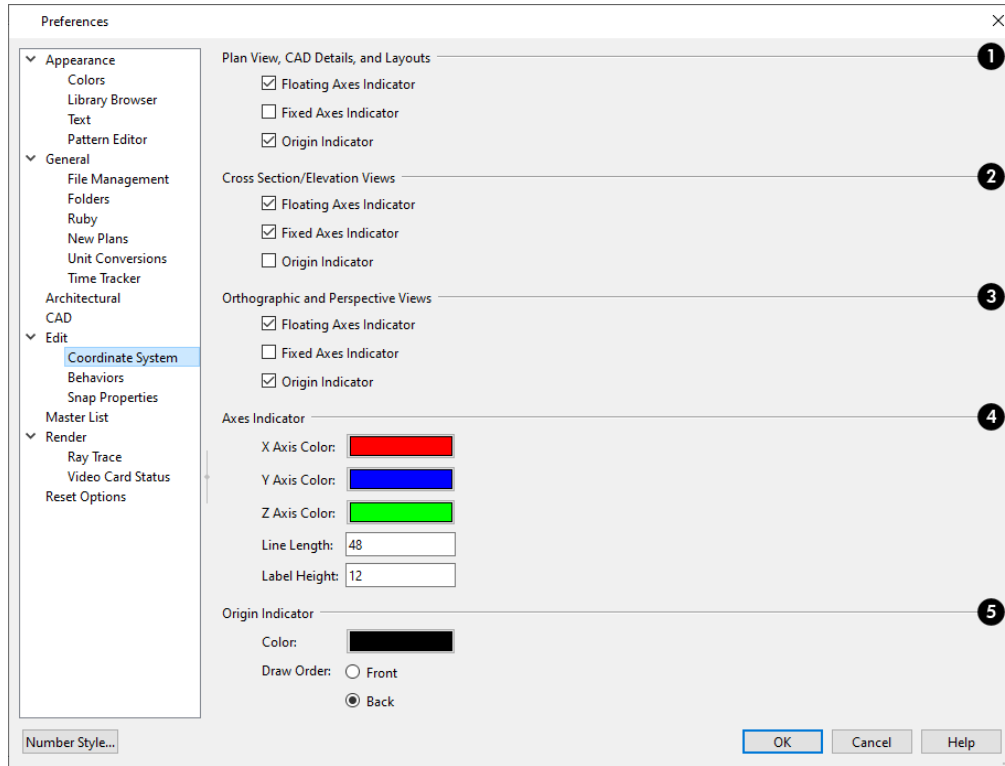 Preferences
Appearance
Colors
Library Browser
Text
Pattern Editor
General
File Management
Folders
Ruby
New Plans
Unit Conversions
Time Tracker
Architectural
CAD
Edit
Coordinate System
Behaviors
Snap Properties
Master List
Render
Ray Trace
Video Card Status
Reset Options
Plan View, CAD Details, and Layouts 1
Floating Axes Indicator
Fixed Axes Indicator
Origin Indicator
Cross Section/Elevation Views 2
Floating Axes Indicator
Fixed Axes Indicator
Origin Indicator
Orthographic and Perspective Views 3
Floating Axes Indicator
Fixed Axes Indicator
Origin Indicator
Axes Indicator 4
X Axis Color:
Y Axis Color:
Z Axis Color:
Line Length: 48
Label Height: 12
Origin Indicator 5
Color:
Draw Order: Front
Back
Number Style... OK Cancel Help